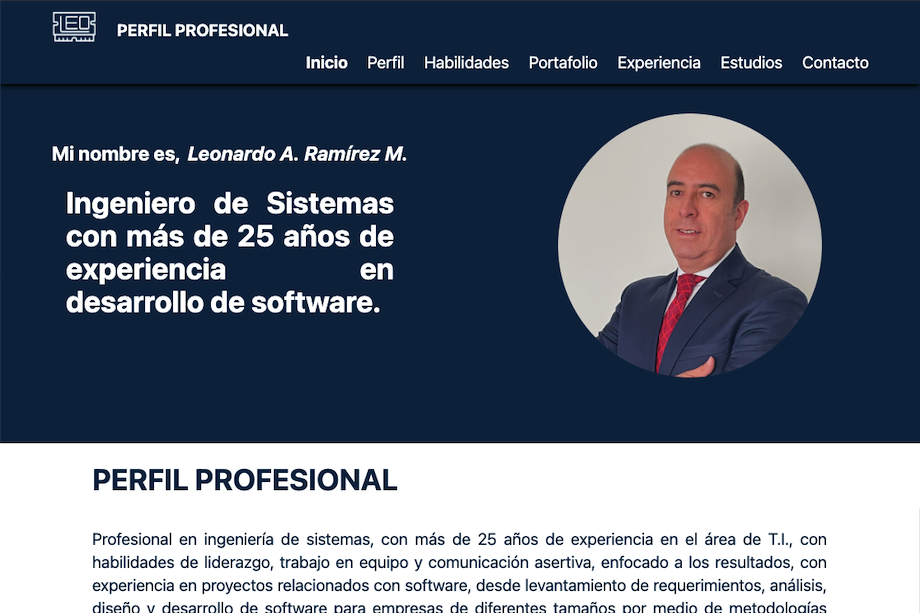 LEO
PERFIL PROFESIONAL
Inicio Perfil Habilidades Portafolio Experiencia Estudios Contacto
Mi nombre es, Leonardo A. Ramírez M.
Ingeniero de Sistemas
con más de 25 años de
experiencia en
desarrollo de software.
PERFIL PROFESIONAL
Profesional en ingeniería de sistemas, con más de 25 años de experiencia en el área de T.I., con
habilidades de liderazgo, trabajo en equipo y comunicación asertiva, enfocado a los resultados, con
experiencia en proyectos relacionados con software, desde levantamiento de requerimientos, análisis,
diseño y desarrollo de software para empresas de diferentes tamaños por medio de metodologías